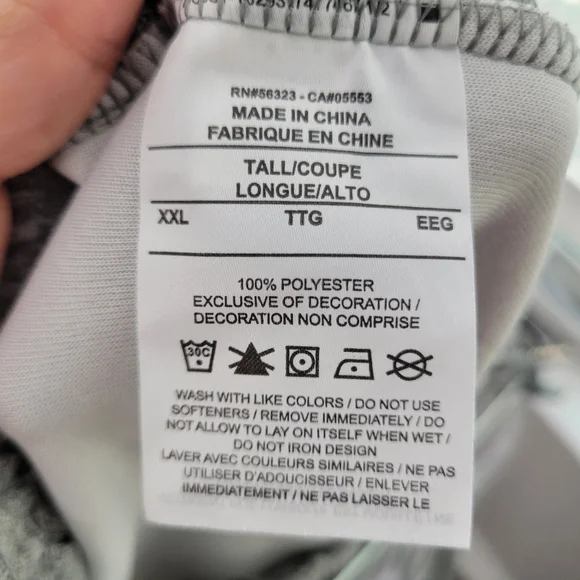 RN#56323 - CA#05553
MADE IN CHINA
FABRIQUE EN CHINE
TALL/COUPE
LONGUE/ALTO
XXL TTG EEG
100% POLYESTER
EXCLUSIVE OF DECORATION /
DECORATION NON COMPRISE
30C
WASH WITH LIKE COLORS / DO NOT USE
SOFTENERS / REMOVE IMMEDIATELY / DO
NOT ALLOW TO LAY ON ITSELF WHEN WET /
DO NOT IRON DESIGN
LAVER AVEC COULEURS SIMILAIRES / NE PAS
UTILISER D'ADOUCISSEUR / ENLEVER
IMMEDIATEMENT / NE PAS LAISSER LE